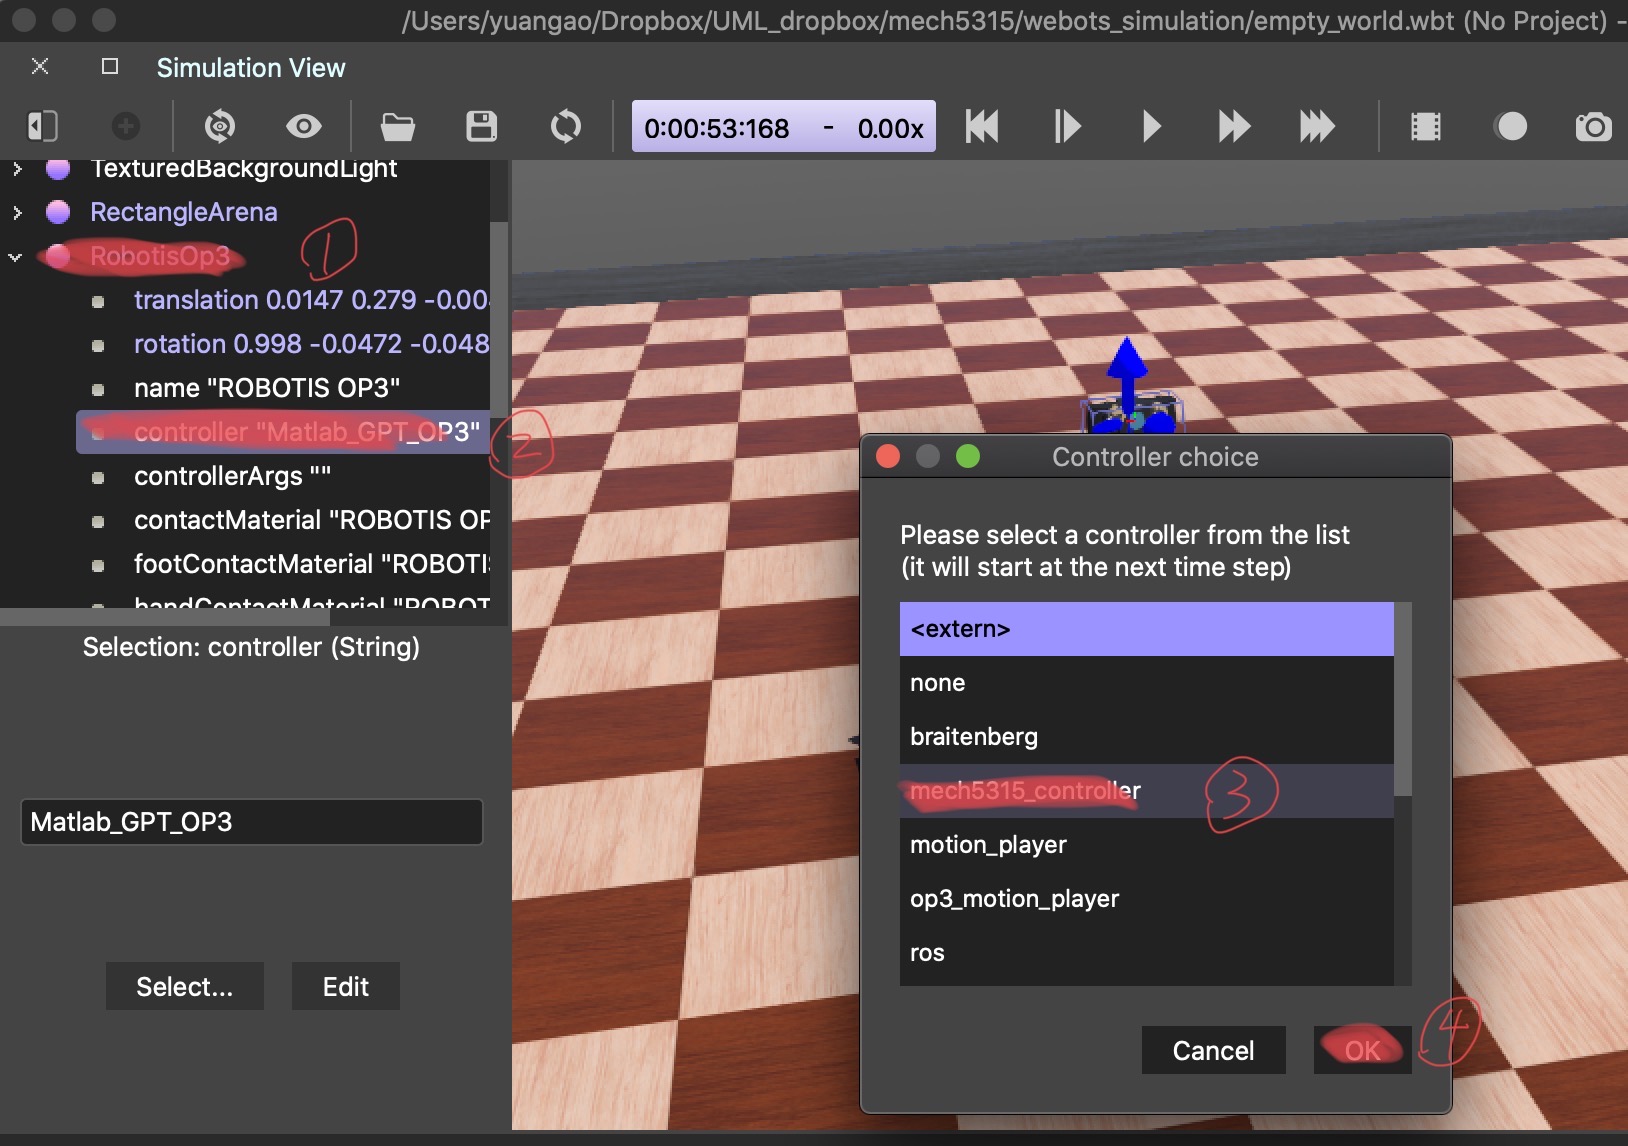 /Users/yuangao/Dropbox/UML_dropbox/mech5315/webots_simulation/empty_world.wbt (No Project) -
Simulation View
0:00:53:168 - 0.00x
TexturedBackgroundLight
RectangleArena
RobotisOp3
1
translation 0.0147 0.279 -0.004
rotation 0.998 -0.0472 -0.048
name "ROBOTIS OP3"
controller "Matlab_GPT_OP3"
2
controllerArgs ""
contactMaterial "ROBOTIS OP
footContactMaterial "ROBOTIS
handContactMaterial "ROBOT
Selection: controller (String)
Matlab_GPT_OP3
Select...
Edit
Controller choice
Please select a controller from the list
(it will start at the next time step)
<extern>
none
braitenberg
mech5315_controller
3
motion_player
op3_motion_player
ros
Cancel
OK
4